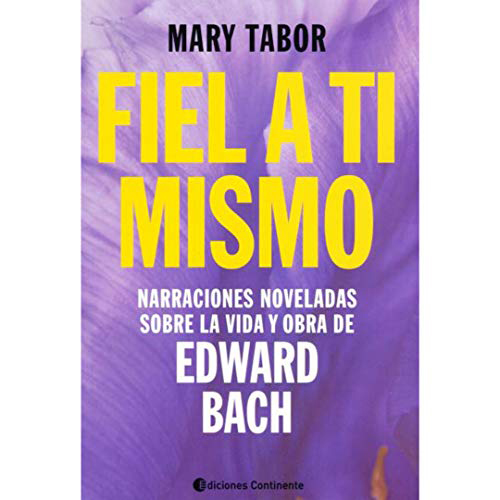 MARY TABOR
FIEL A TI
MISMO
NARRACIONES NOVELADAS
SOBRE LA VIDA Y OBRA DE
EDWARD
BACH
Ediciones Continente